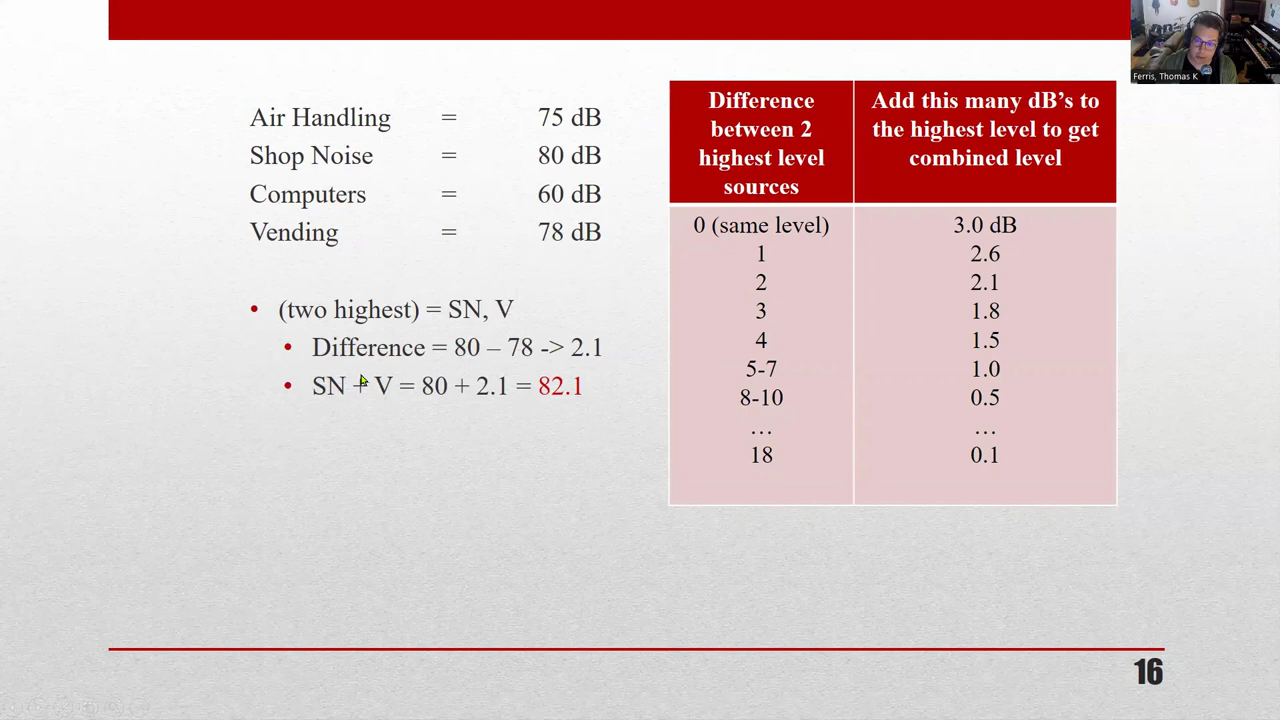 Ferris, Thomas K
Air Handling = 75 dB
Shop Noise = 80 dB
Computers = 60 dB
Vending = 78 dB
• (two highest) = SN, V
• Difference = 80 – 78 -> 2.1
• SN + V = 80 + 2.1 = 82.1
Difference
between 2
highest level
sources
Add this many dB’s to
the highest level to get
combined level
0 (same level) 3.0 dB
1 2.6
2 2.1
3 1.8
4 1.5
5-7 1.0
8-10 0.5
… …
18 0.1
16